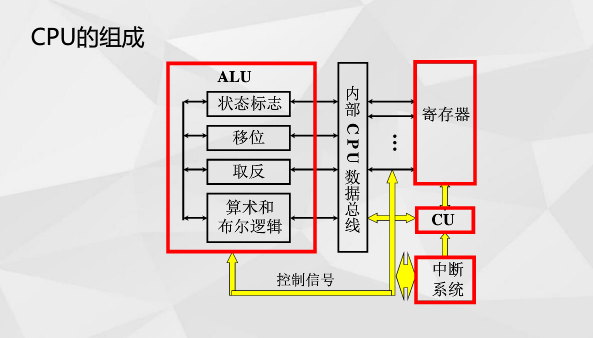 CPU的组成
ALU
状态标志
移位
取反
算术和
布尔逻辑
内部CPU数据总线
…
寄存器
CU
中断
系统
控制信号